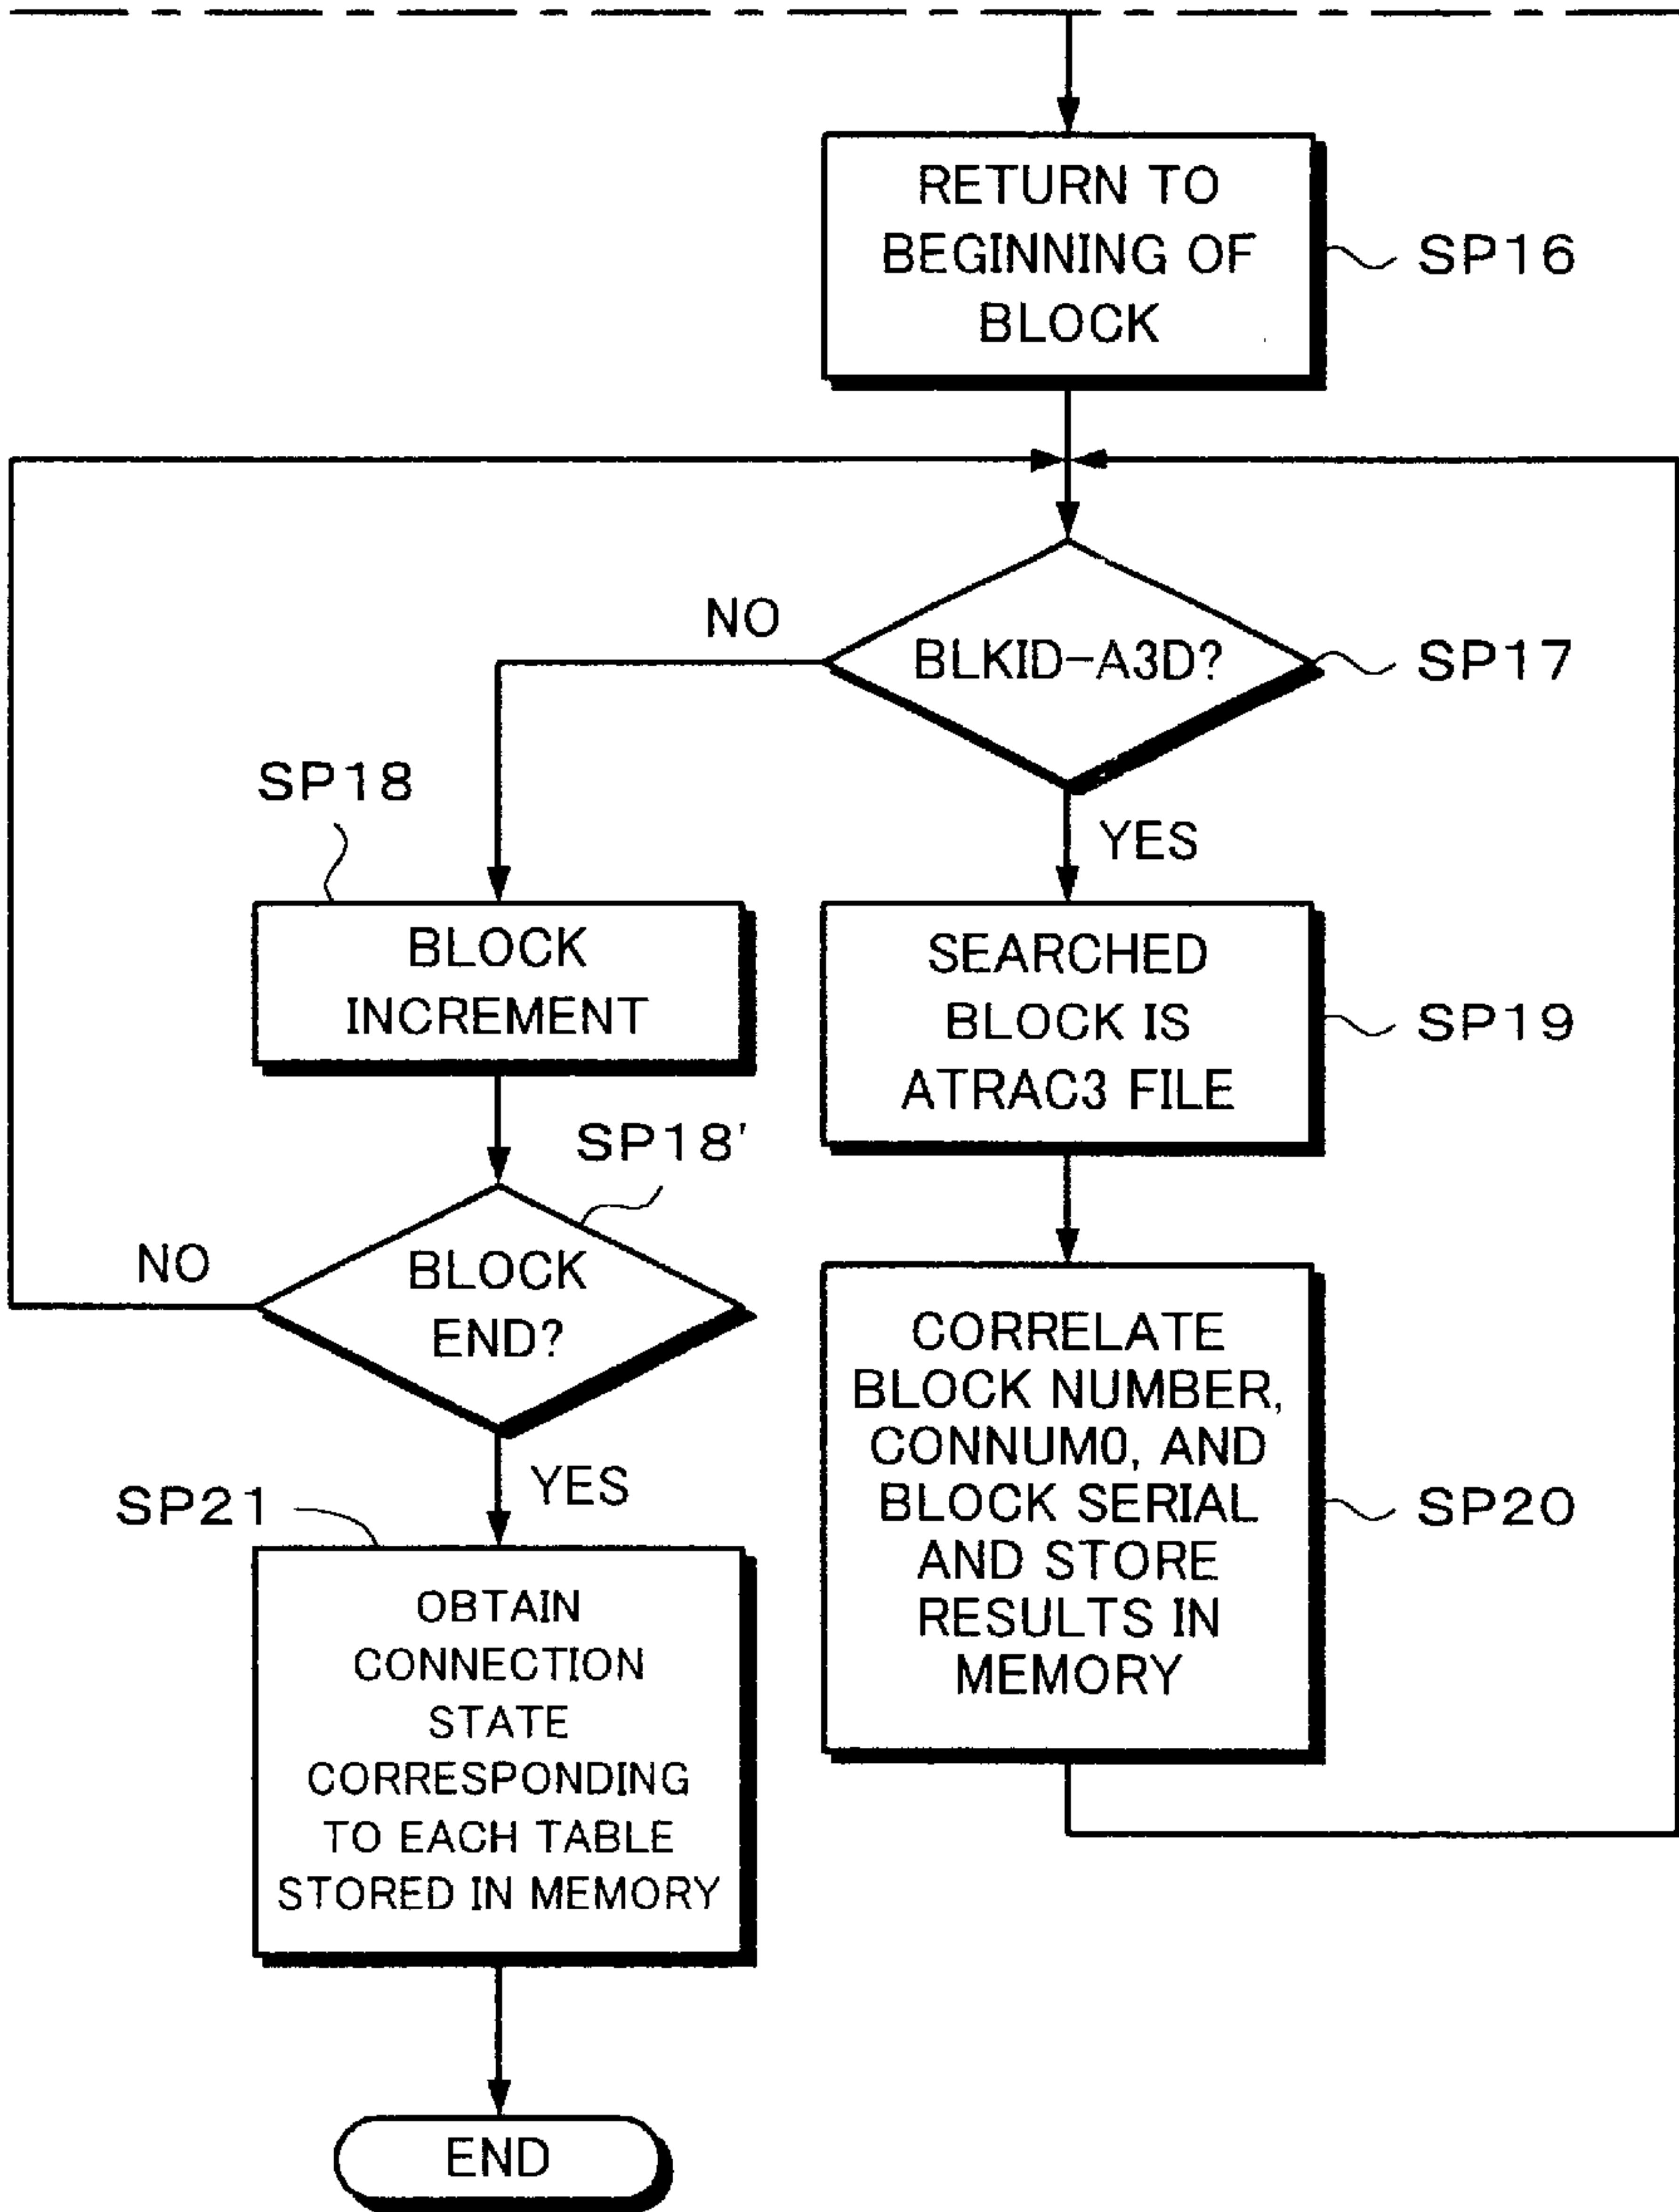 RETURN TO
BEGINNING OF
BLOCK
SP16
NO
BLKID-A3D?
SP17
SP18
YES
BLOCK
INCREMENT
SEARCHED
BLOCK IS
ATRAC3 FILE
SP19
SP18'
NO
BLOCK
END?
CORRELATE
BLOCK NUMBER,
CONNUM0, AND
BLOCK SERIAL
AND STORE
RESULTS IN
MEMORY
SP20
YES
SP21
OBTAIN
CONNECTION
STATE
CORRESPONDING
TO EACH TABLE
STORED IN MEMORY
END